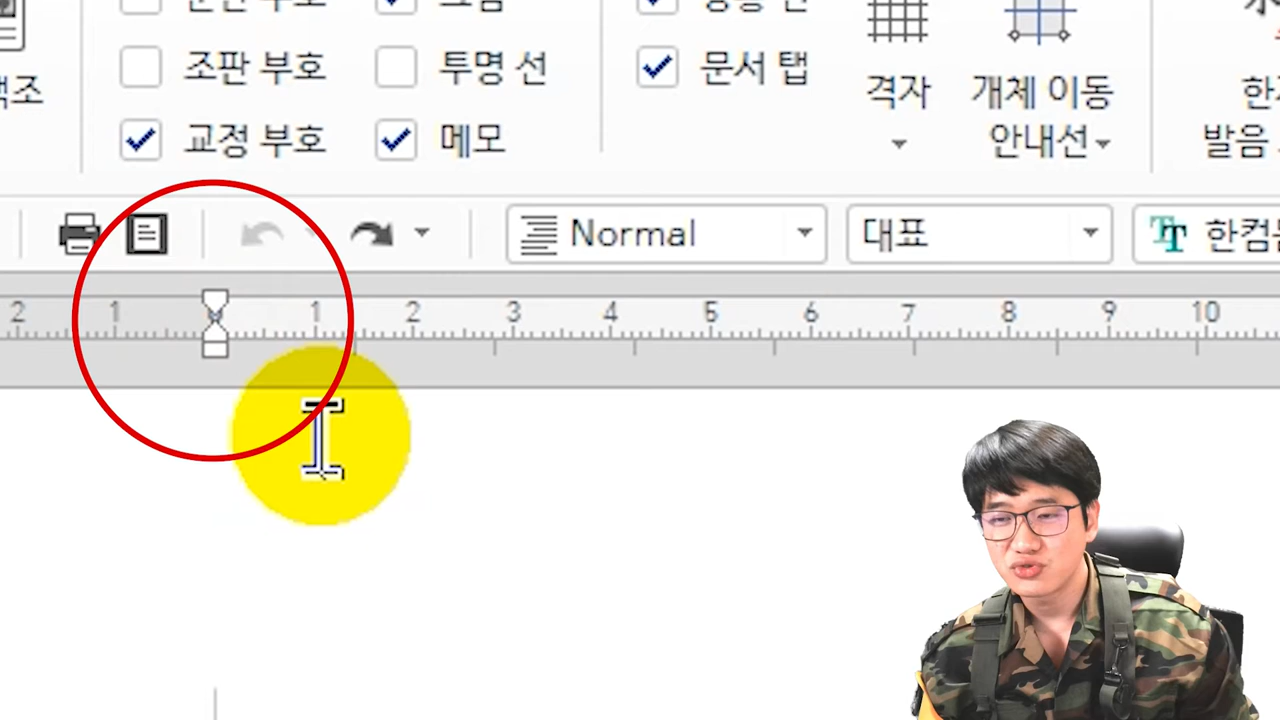 조판 부호
투명 선
문서 탭
격자
개체 이동
안내선
교정 부호
메모
발음
Normal
대표
2 1 1 2 3 4 5 6 7 8 9 10